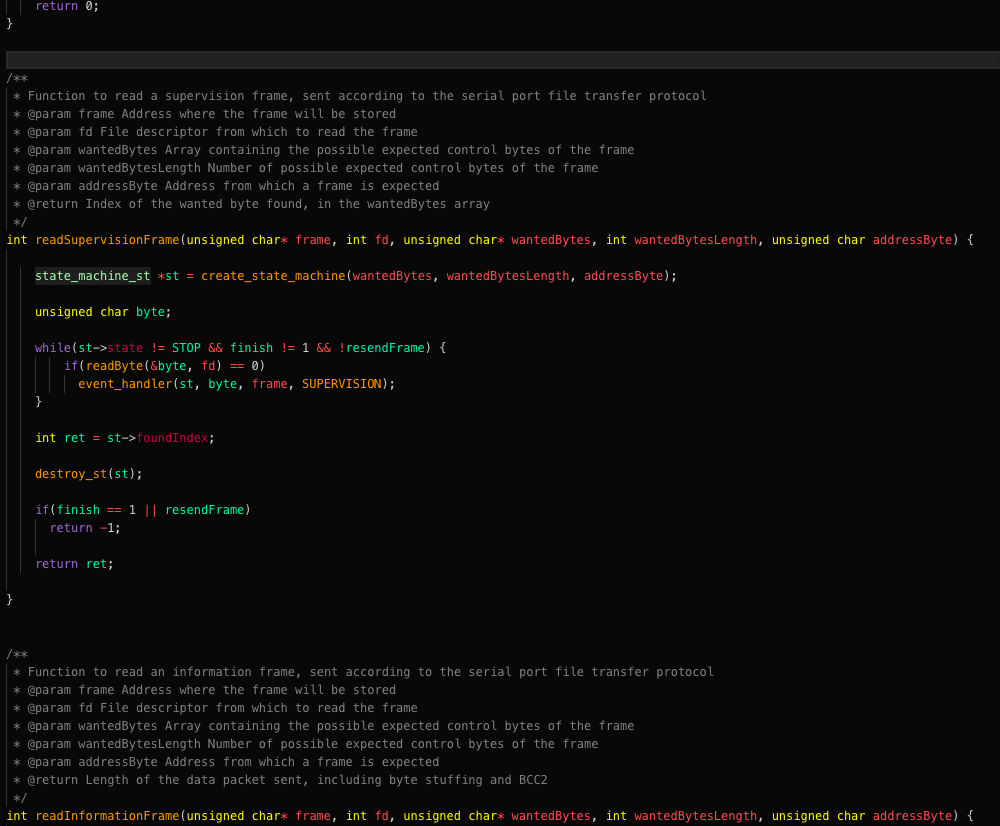 return 0;
}
/**
* Function to read a supervision frame, sent according to the serial port file transfer protocol
* @param frame Address where the frame will be stored
* @param fd File descriptor from which to read the frame
* @param wantedBytes Array containing the possible expected control bytes of the frame
* @param wantedBytesLength Number of possible expected control bytes of the frame
* @param addressByte Address from which a frame is expected
* @return Index of the wanted byte found, in the wantedBytes array
*/
int readSupervisionFrame(unsigned char* frame, int fd, unsigned char* wantedBytes, int wantedBytesLength, unsigned char addressByte) {
state_machine_st *st = create_state_machine(wantedBytes, wantedBytesLength, addressByte);
unsigned char byte;
while(st->state != STOP && finish != 1 && !resendFrame) {
if(readByte(&byte, fd) == 0)
event_handler(st, byte, frame, SUPERVISION);
}
int ret = st->foundIndex;
destroy_st(st);
if(finish == 1 || resendFrame)
return -1;
return ret;
}
/**
* Function to read an information frame, sent according to the serial port file transfer protocol
* @param frame Address where the frame will be stored
* @param fd File descriptor from which to read the frame
* @param wantedBytes Array containing the possible expected control bytes of the frame
* @param wantedBytesLength Number of possible expected control bytes of the frame
* @param addressByte Address from which a frame is expected
* @return Length of the data packet sent, including byte stuffing and BCC2
*/
int readInformationFrame(unsigned char* frame, int fd, unsigned char* wantedBytes, int wantedBytesLength, unsigned char addressByte) {